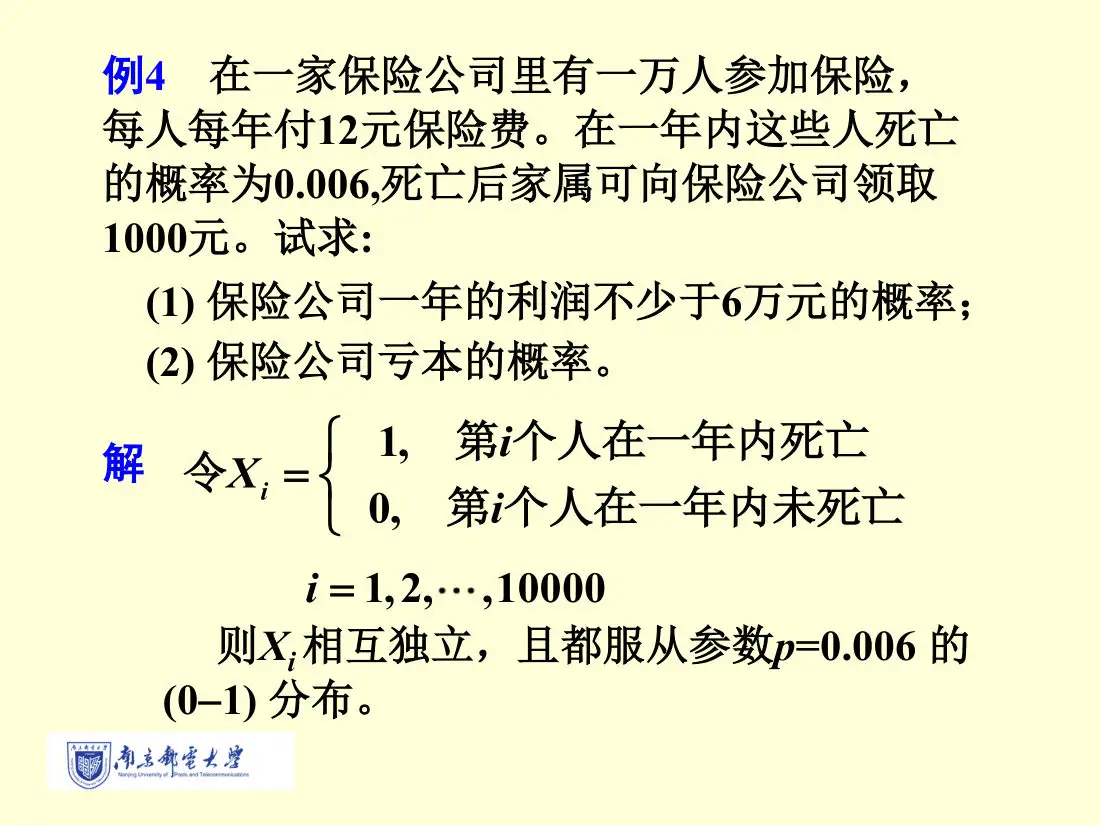 例4 在一家保险公司里有一万人参加保险，
每人每年付12元保险费。在一年内这些人死亡
的概率为0.006,死亡后家属可向保险公司领取
1000元。试求:
(1) 保险公司一年的利润不少于6万元的概率；
(2) 保险公司亏本的概率。
解 令Xi = { 1, 第i个人在一年内死亡
0, 第i个人在一年内未死亡
i = 1, 2, ⋯, 10000
则Xi 相互独立，且都服从参数p=0.006 的
(0−1) 分布。
南京邮电大学
Nanjing University of Posts and Telecommunications